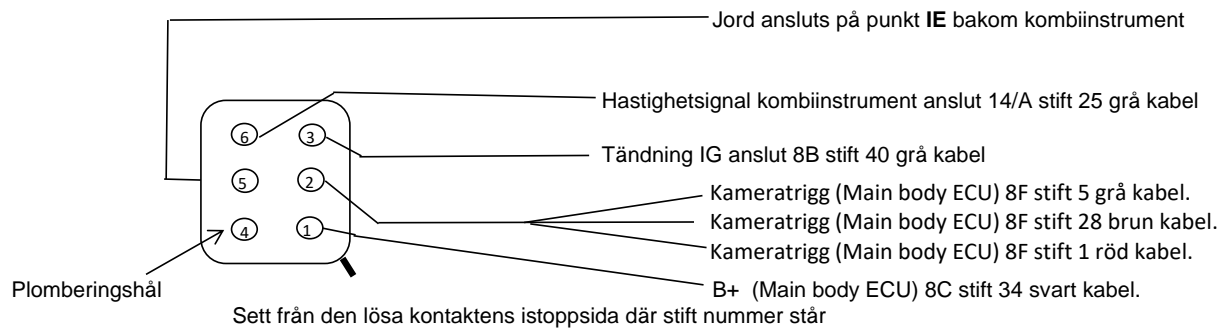 Jord ansluts på punkt IE bakom kombiinstrument
Hastighetsignal kombiinstrument anslut 14/A stift 25 grå kabel
6 3
Tändning IG anslut 8B stift 40 grå kabel
5 2
Kameratrigg (Main body ECU) 8F stift 5 grå kabel.
Kameratrigg (Main body ECU) 8F stift 28 brun kabel.
4 1
Kameratrigg (Main body ECU) 8F stift 1 röd kabel.
Plomberingshål
B+ (Main body ECU) 8C stift 34 svart kabel.
Sett från den lösa kontaktens istoppsida där stift nummer står